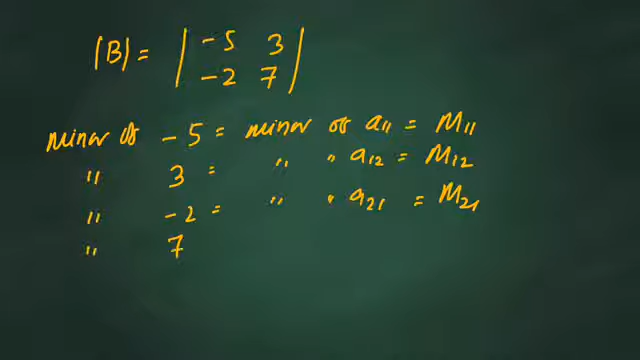 |B| = | -5 3 |
| -2 7 |
minor of -5 = minor of a11 = M11
" 3 = " " a12 = M12
" -2 = " " a21 = M21
" 7